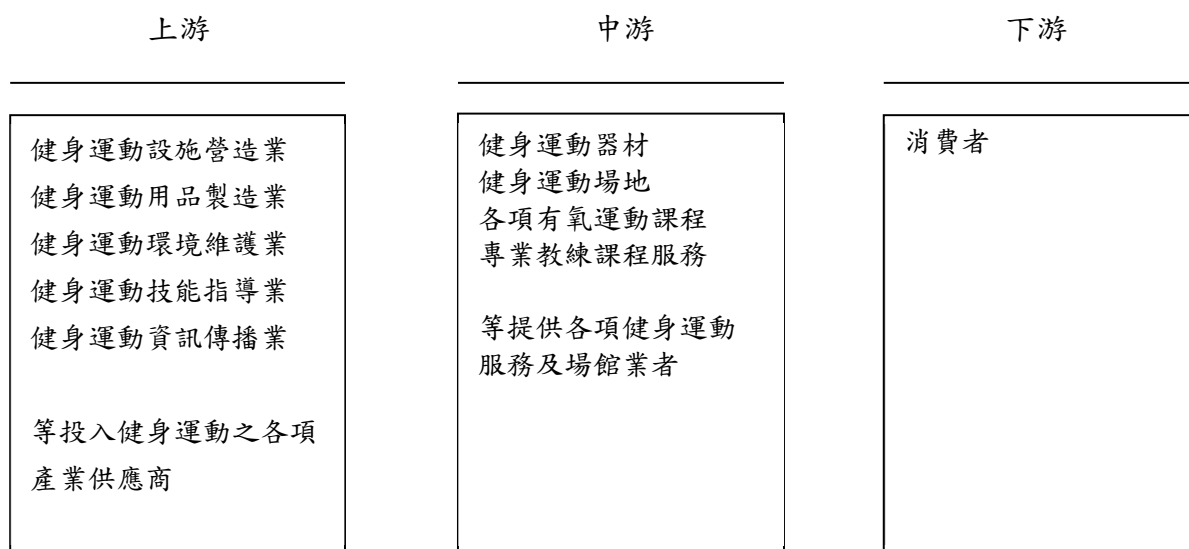 上游
健身運動設施營造業
健身運動用品製造業
健身運動環境維護業
健身運動技能指導業
健身運動資訊傳播業
等投入健身運動之各項
產業供應商
中游
健身運動器材
健身運動場地
各項有氧運動課程
專業教練課程服務
等提供各項健身運動
服務及場館業者
下游
消費者